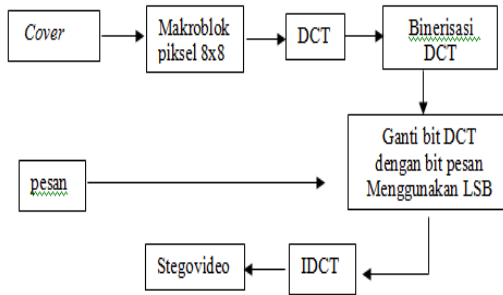 Cover
Makroblok
piksel 8x8
DCT
Binerisasi
DCT
Ganti bit DCT
dengan bit pesan
Menggunakan LSB
pesan
Stegovideo
IDCT